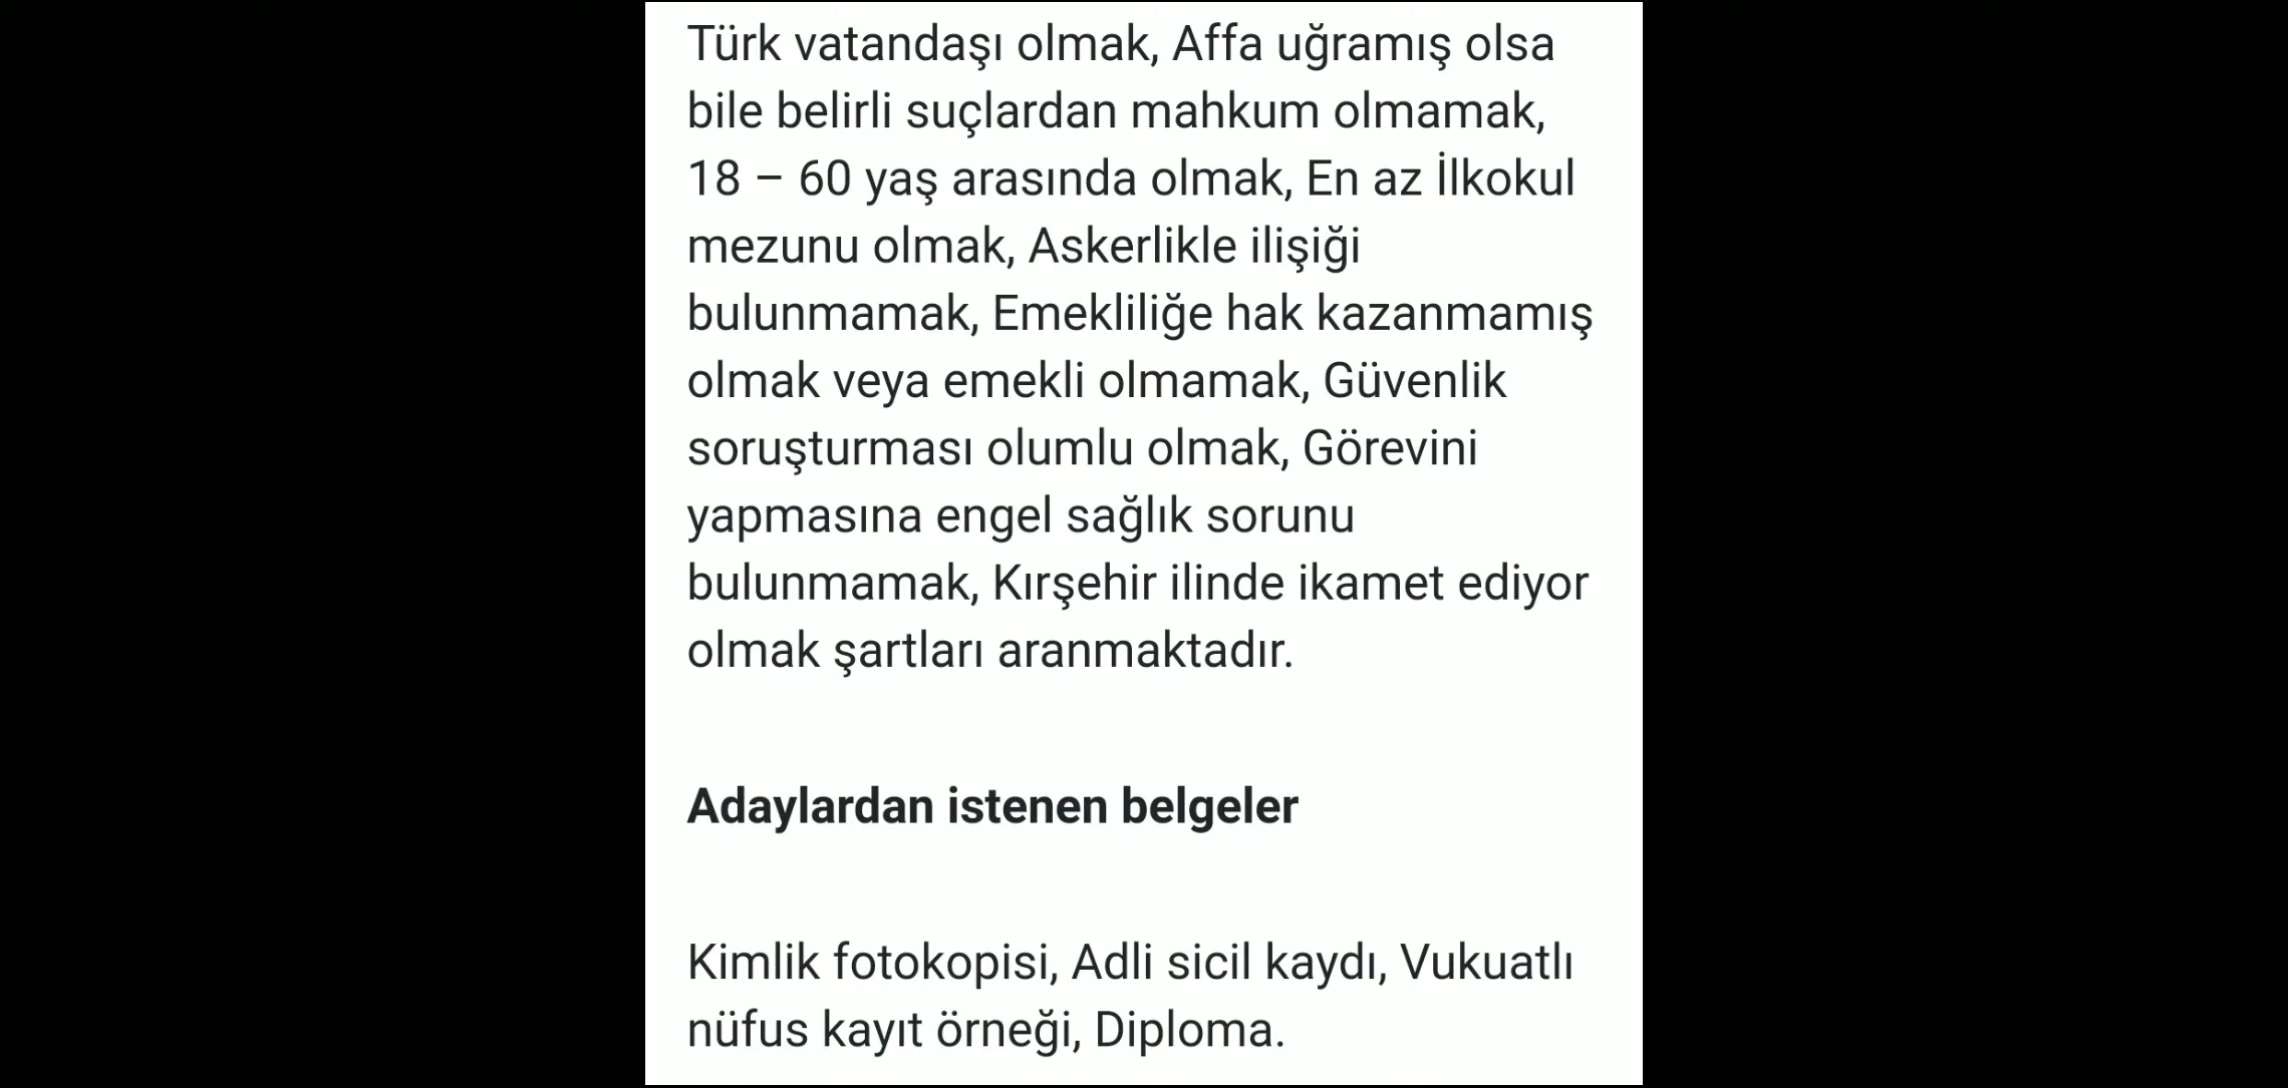 Türk vatandaşı olmak, Affa uğramış olsa
bile belirli suçlardan mahkum olmamak,
18 – 60 yaş arasında olmak, En az İlkokul
mezunu olmak, Askerlikle ilişiği
bulunmamak, Emekliliğe hak kazanmamış
olmak veya emekli olmamak, Güvenlik
soruşturması olumlu olmak, Görevini
yapmasına engel sağlık sorunu
bulunmamak, Kırşehir ilinde ikamet ediyor
olmak şartları aranmaktadır.
Adaylardan istenen belgeler
Kimlik fotokopisi, Adli sicil kaydı, Vukuatlı
nüfus kayıt örneği, Diploma.